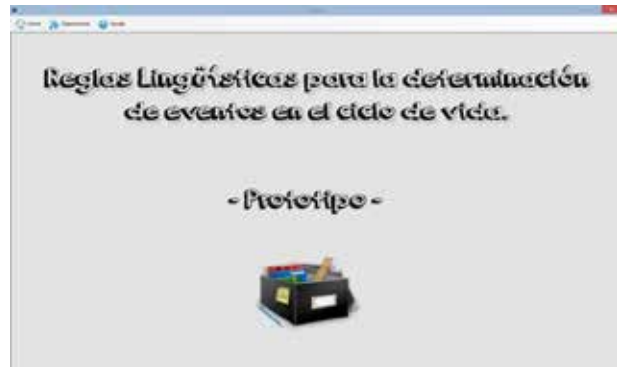 Reglas Lingüísticas para la determinación
de eventos en el ciclo de vida.
- Prototipo -